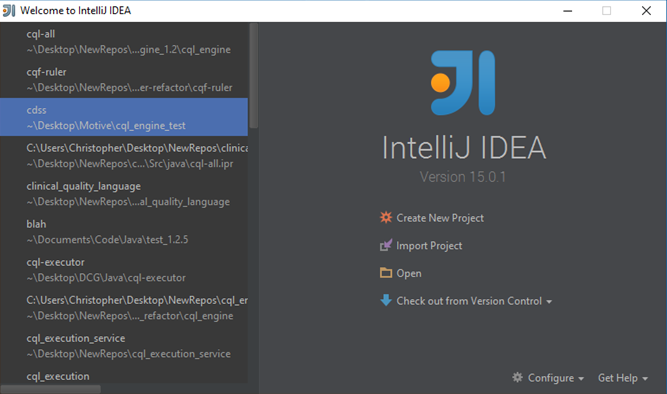 Welcome to IntelliJ IDEA
cql-all
~\Desktop\NewRepos\...gine_1.2\cql_engine
cqf-ruler
~\Desktop\NewRepos\...er-refactor\cqf-ruler
cdss
~\Desktop\Motive\cql_engine_test
C:\Users\Christopher\Desktop\NewRepos\clinica
~\Desktop\NewRepos\c...\Src\java\cql-all.ipr
clinical_quality_language
~\Desktop\NewRepos\...al_quality_language
blah
~\Documents\Code\Java\test_1.2.5
cql-executor
~\Desktop\DCG\Java\cql-executor
C:\Users\Christopher\Desktop\NewRepos\cql_er
~\Desktop\NewRepos\..._refactor\cql_engine
cql_execution_service
~\Desktop\NewRepos\cql_execution_service
cql_execution
IntelliJ IDEA
Version 15.0.1
Create New Project
Import Project
Open
Check out from Version Control
Configure
Get Help